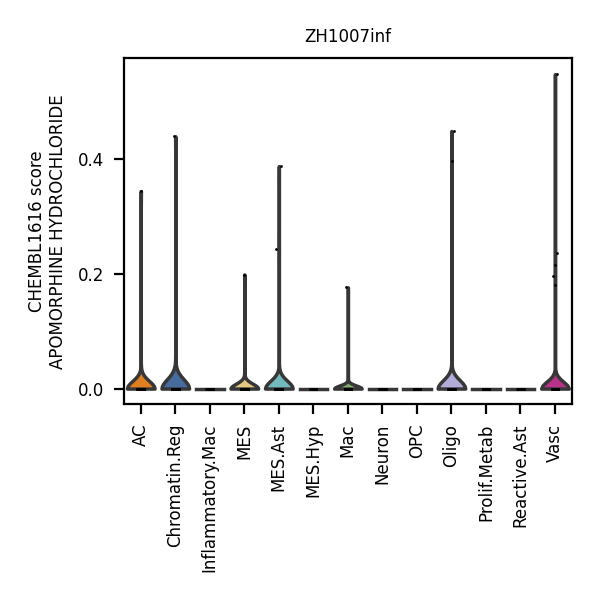 ZH1007inf
CHEMBL1616 score
APOMORPHINE HYDROCHLORIDE
0.4
0.2
0.0
AC
Chromatin.Reg
Inflammatory.Mac
MES
MES.Ast
MES.Hyp
Mac
Neuron
OPC
Oligo
Prolif.Metab
Reactive.Ast
Vasc